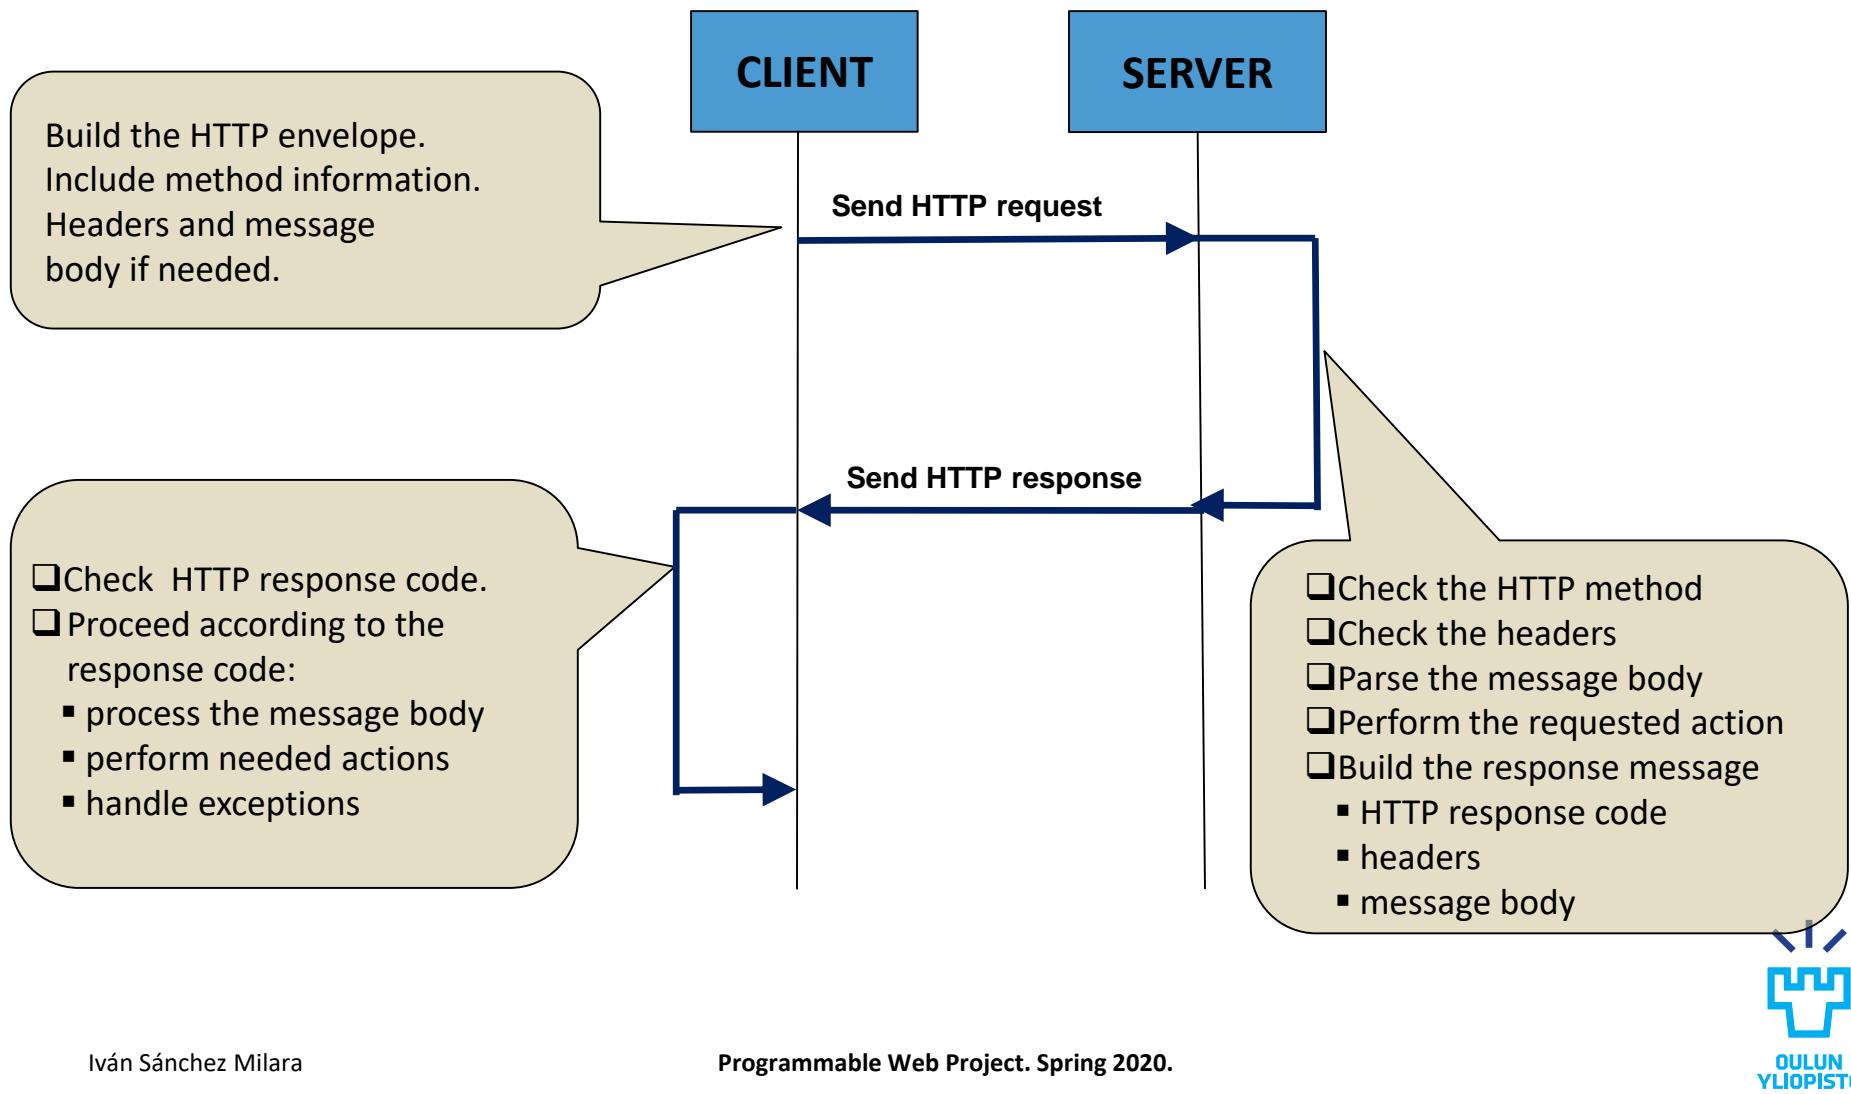 CLIENT
SERVER
Build the HTTP envelope.
Include method information.
Headers and message
body if needed.
Send HTTP request
Send HTTP response
❑Check  HTTP response code.
❑Proceed according to the
response code:
▪ process the message body
▪ perform needed actions
▪ handle exceptions
❑Check the HTTP method
❑Check the headers
❑Parse the message body
❑Perform the requested action
❑Build the response message
▪ HTTP response code
▪ headers
▪ message body
Iván Sánchez Milara
Programmable Web Project. Spring 2020.
OULUN